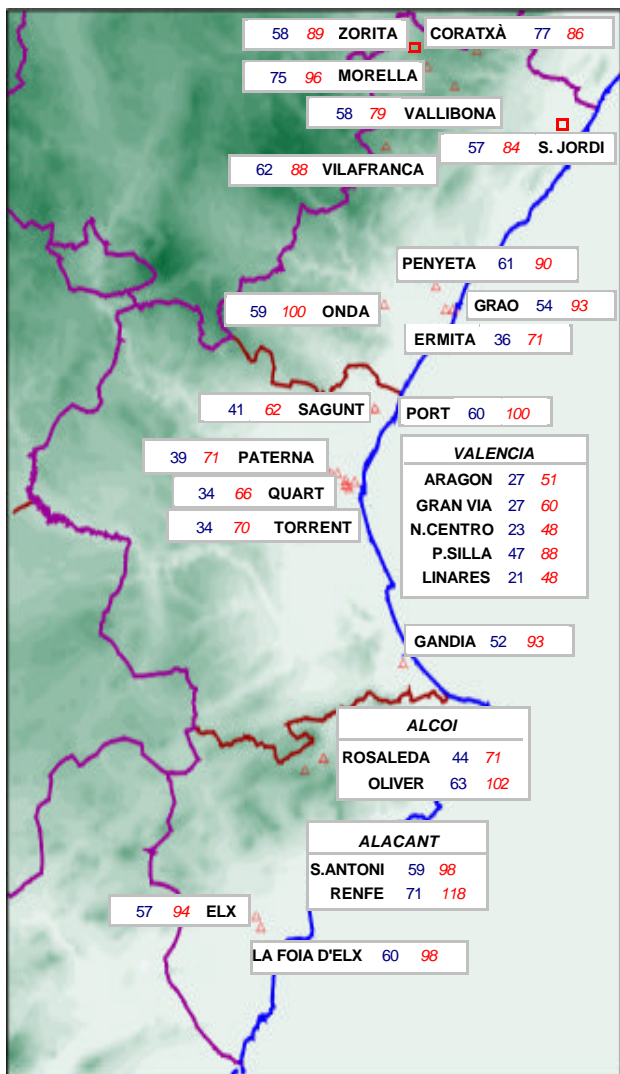 58 89 ZORITA
CORATXÀ 77 86
75 96 MORELLA
58 79 VALLIBONA
57 84 S. JORDI
62 88 VILAFRANCA
PENYETA 61 90
59 100 ONDA
GRAO 54 93
ERMITA 36 71
41 62 SAGUNT
PORT 60 100
39 71 PATERNA
34 66 QUART
34 70 TORRENT
VALENCIA
ARAGON 27 51
GRAN VIA 27 60
N.CENTRO 23 48
P.SILLA 47 88
LINARES 21 48
GANDIA 52 93
ALCOI
ROSALEDA 44 71
OLIVER 63 102
ALACANT
S.ANTONI 59 98
RENFE 71 118
57 94 ELX
LA FOIA D'ELX 60 98